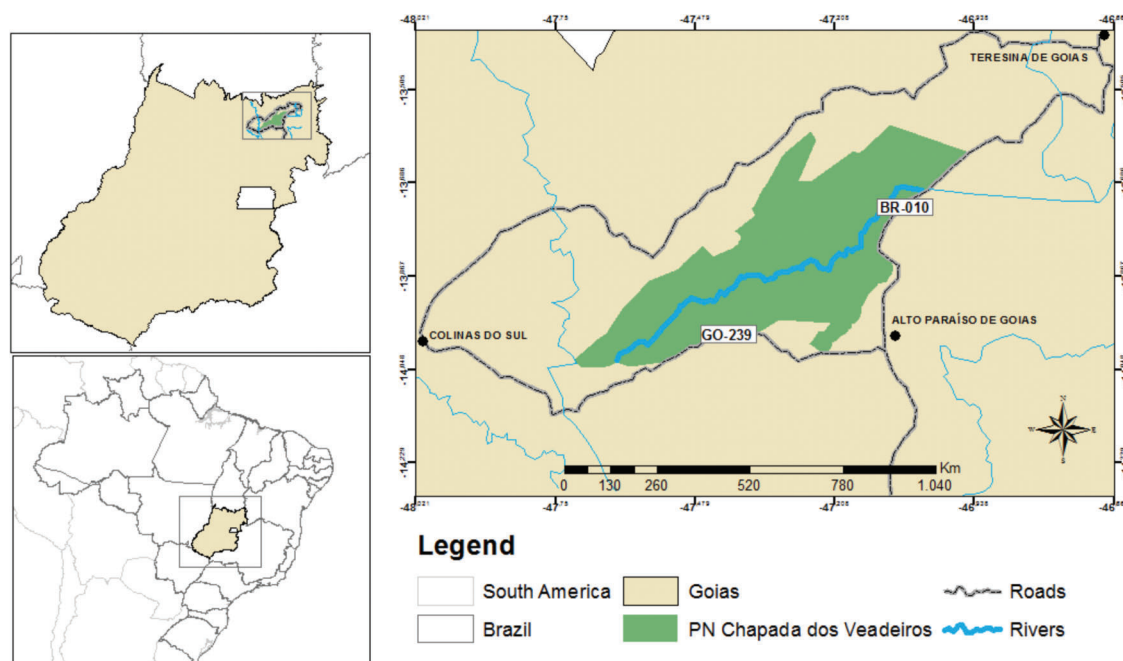 -47,75 -47,479 -47,208
TERESINA DE GOIAS
BR-010
COLINAS DO SUL
GO-239
ALTO PARAÍSO DE GOIAS
N
W E
S
-14,229
Km
0 130 260 520 780 1.040
-47,75 -47,479 -47,208
Legend
South America
Goias
Roads
Brazil
PN Chapada dos Veadeiros
Rivers